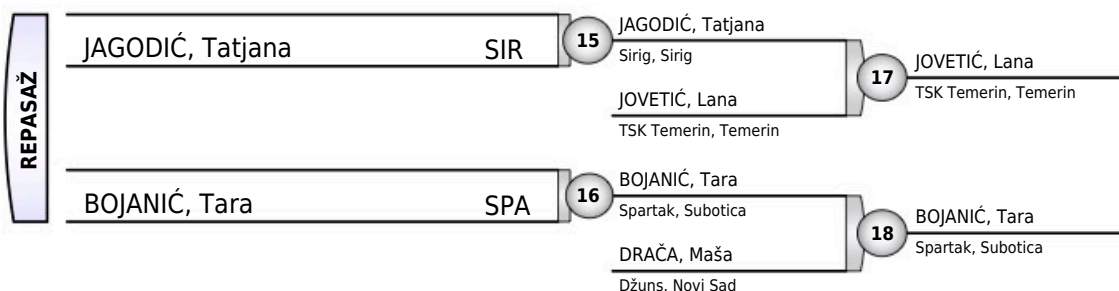 REPASAŽ
JAGODIĆ, Tatjana SIR
15
JAGODIĆ, Tatjana
Sirig, Sirig
JOVETIĆ, Lana
TSK Temerin, Temerin
17
JOVETIĆ, Lana
TSK Temerin, Temerin
BOJANIĆ, Tara SPA
16
BOJANIĆ, Tara
Spartak, Subotica
DRAČA, Maša
Džuns, Novi Sad
18
BOJANIĆ, Tara
Spartak, Subotica